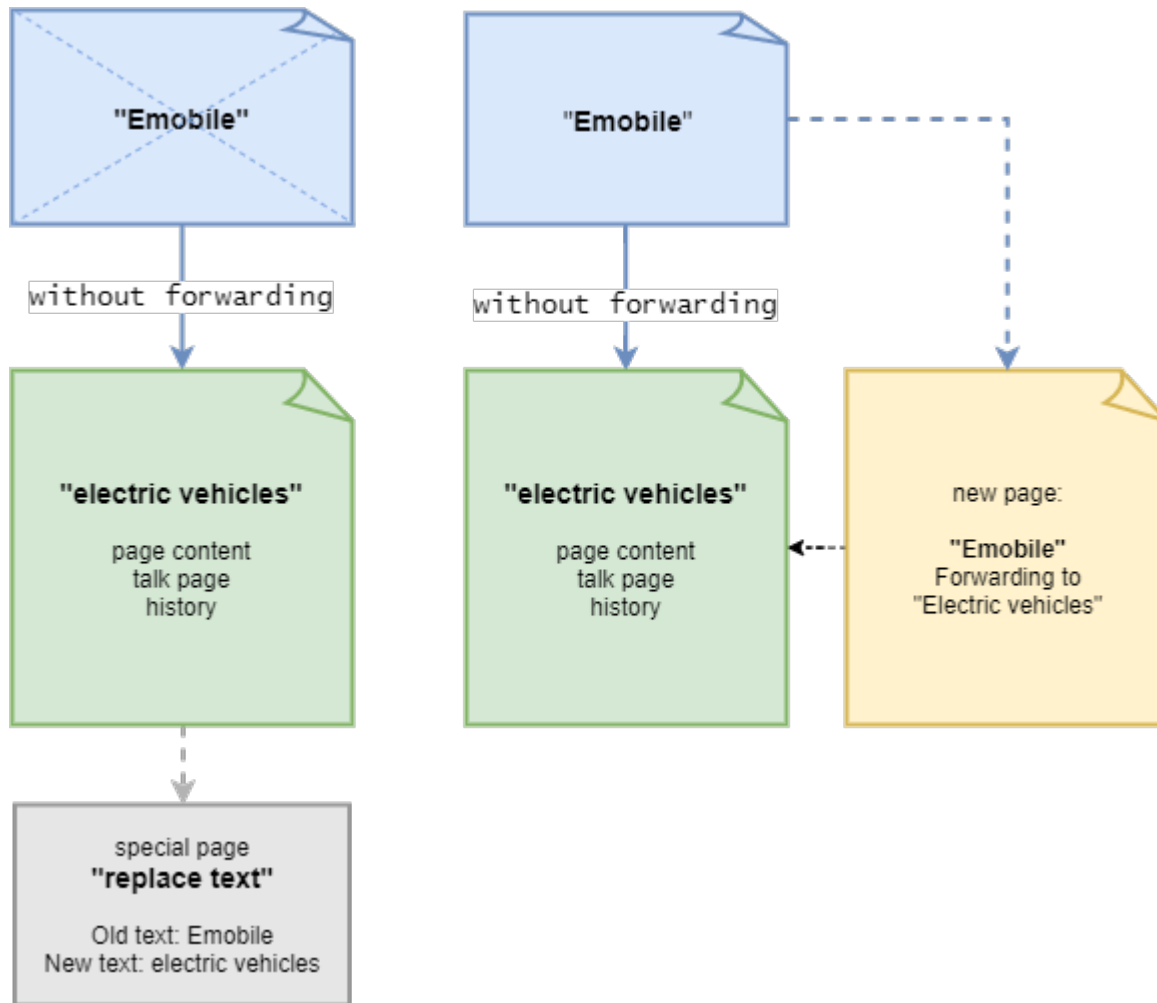 "Emobile"
without forwarding
"electric vehicles"
page content
talk page
history
special page
"replace text"
Old text: Emobile
New text: electric vehicles
"Emobile"
without forwarding
"electric vehicles"
page content
talk page
history
new page:
"Emobile"
Forwarding to
"Electric vehicles"